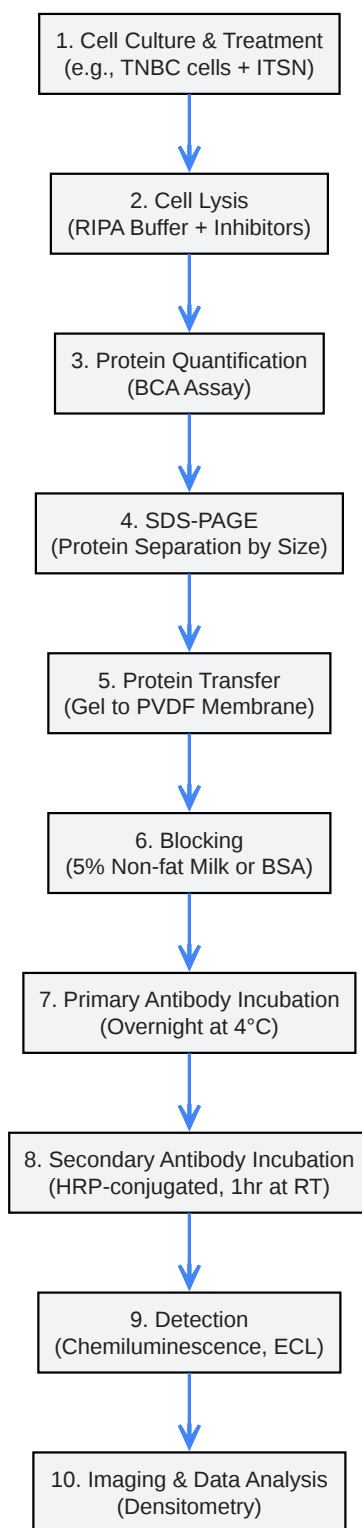 1. Cell Culture & Treatment
(e.g., TNBC cells + ITSN)
2. Cell Lysis
(RIPA Buffer + Inhibitors)
3. Protein Quantification
(BCA Assay)
4. SDS-PAGE
(Protein Separation by Size)
5. Protein Transfer
(Gel to PVDF Membrane)
6. Blocking
(5% Non-fat Milk or BSA)
7. Primary Antibody Incubation
(Overnight at 4°C)
8. Secondary Antibody Incubation
(HRP-conjugated, 1hr at RT)
9. Detection
(Chemiluminescence, ECL)
10. Imaging & Data Analysis
(Densitometry)